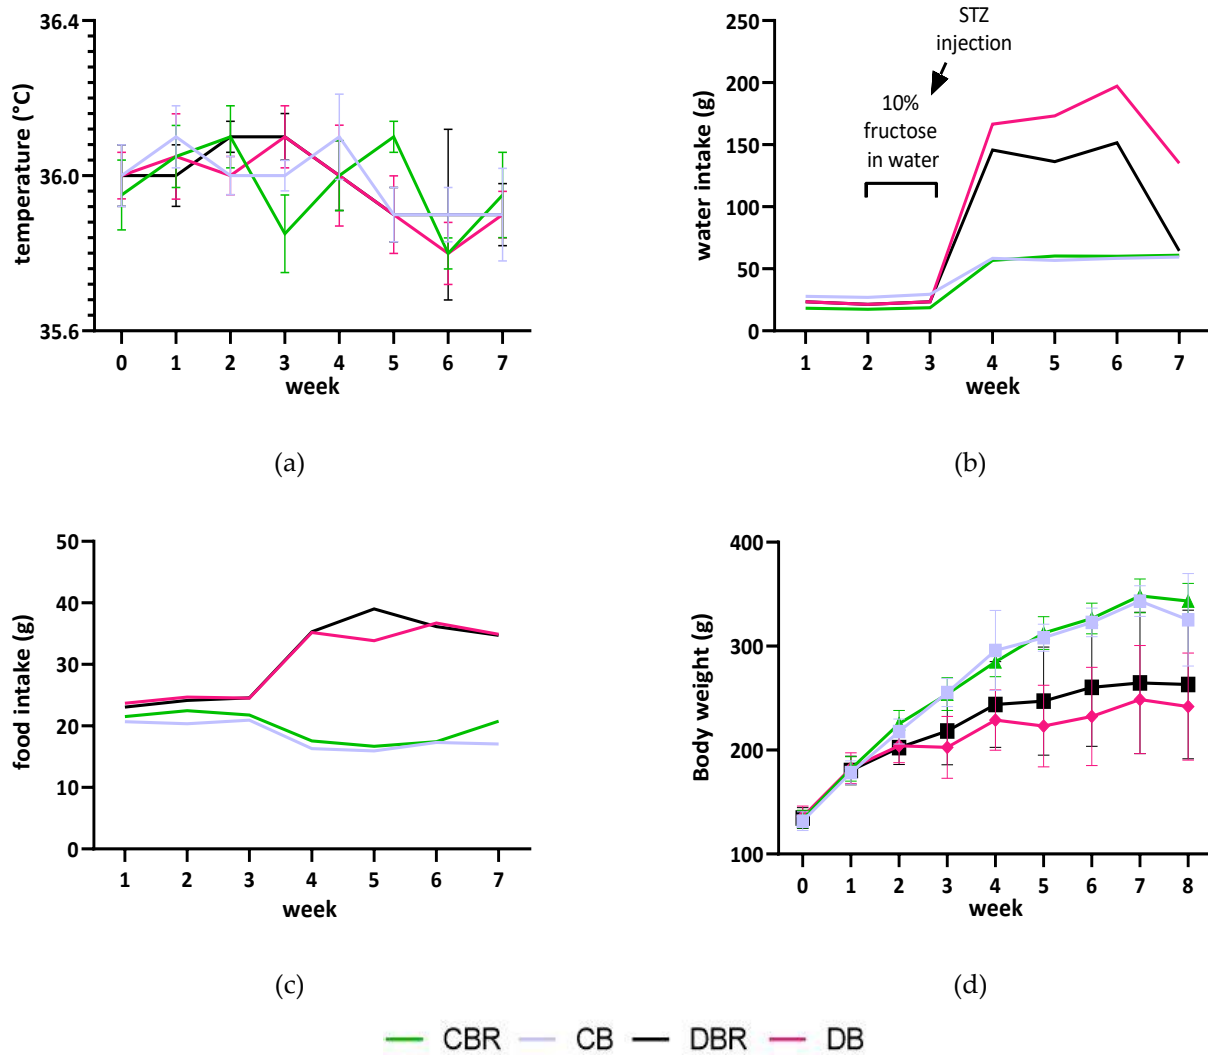 36.4
36.0
35.6
temperature (°C)
0 1 2 3 4 5 6 7
week
(a)
250
200
150
100
50
0
water intake (g)
STZ
injection
10%
fructose
in water
1 2 3 4 5 6 7
week
(b)
50
40
30
20
10
0
food intake (g)
1 2 3 4 5 6 7
week
(c)
400
300
200
100
Body weight (g)
0 1 2 3 4 5 6 7 8
week
(d)
CBR CB DBR DB